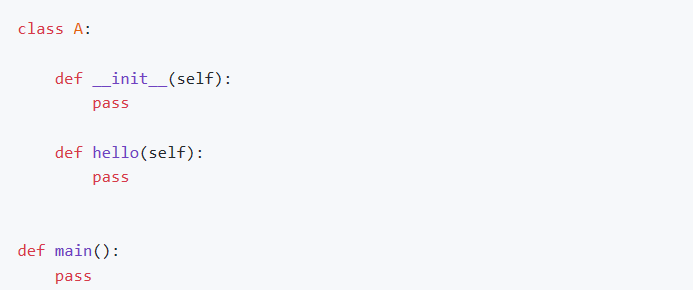 class A:
    def __init__(self):
        pass
    def hello(self):
        pass
def main():
    pass